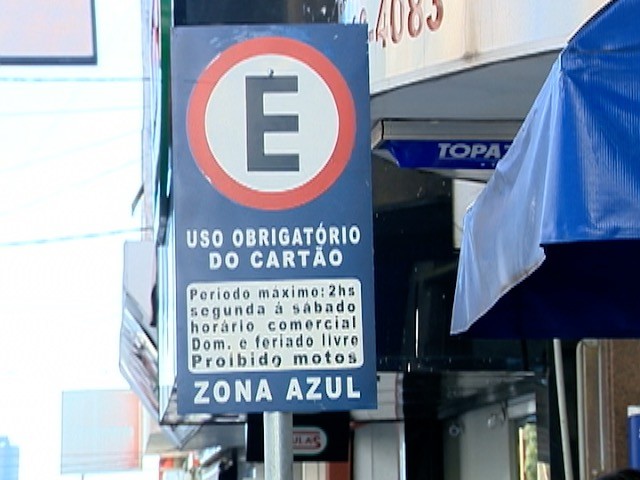 -4083
E
TOPAZ
USO OBRIGATÓRIO
DO CARTÃO
Período máximo: 2hs
segunda á sábado
horário comercial
Dom. e feriado livre
Proibido motos
ZONA AZUL